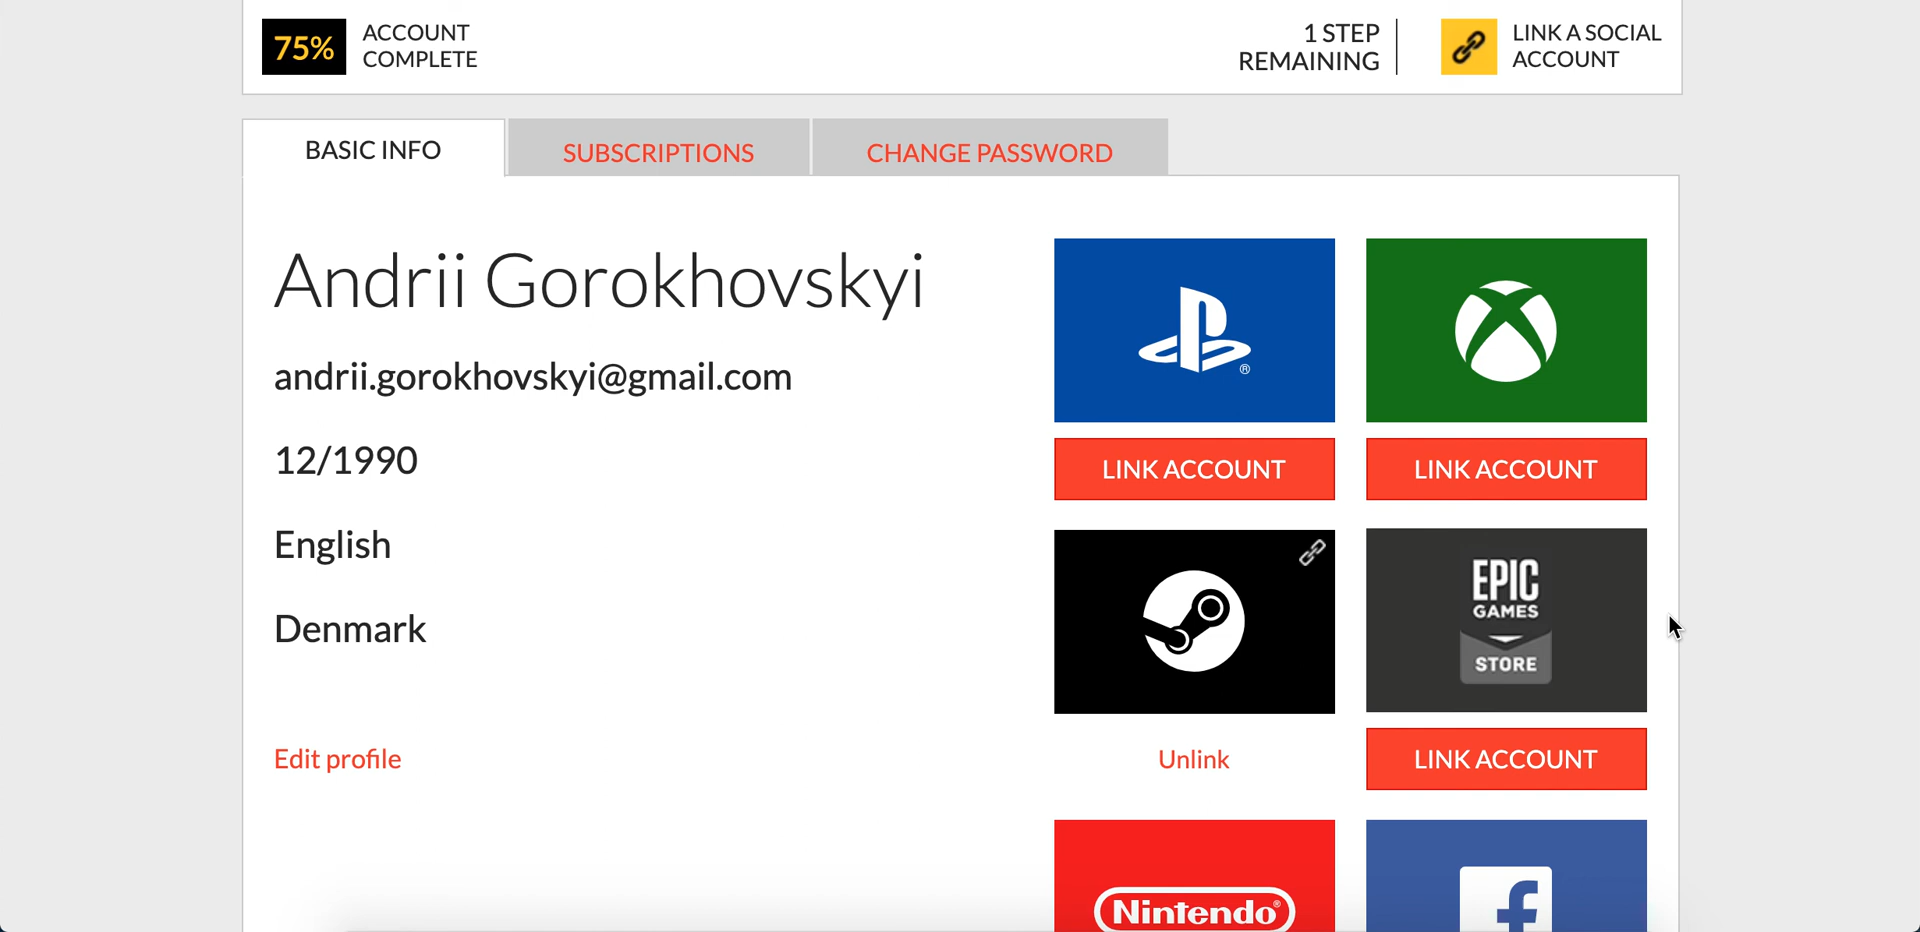 75%
ACCOUNT
COMPLETE
1 STEP
REMAINING
LINK A SOCIAL
ACCOUNT
BASIC INFO
SUBSCRIPTIONS
CHANGE PASSWORD
Andrii Gorokhovskyi
andrii.gorokhovskyi@gmail.com
12/1990
English
Denmark
Edit profile
®
LINK ACCOUNT
LINK ACCOUNT
EPIC
GAMES
STORE
Unlink
LINK ACCOUNT
Nintendo®